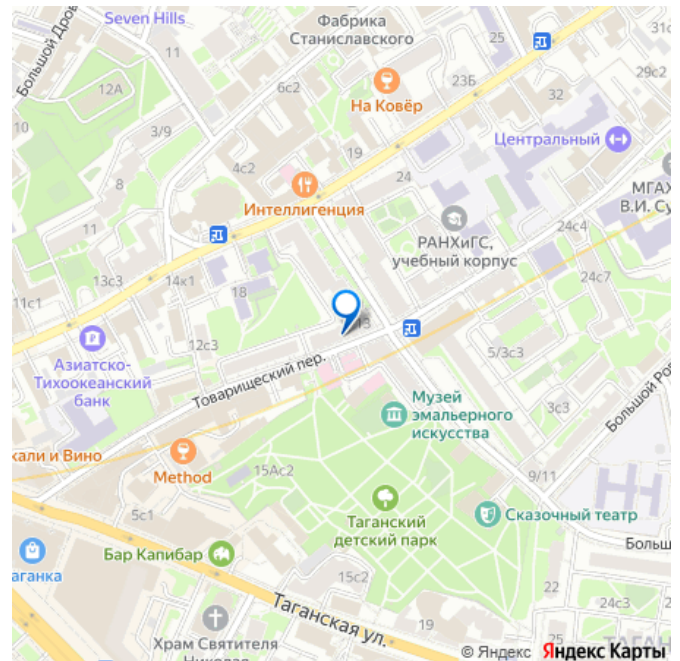 Seven Hills
Фабрика
Станиславского
Большой Дров
31с
11
25
29с2
12А
6с2
23Б
На Ковёр
32
10
3/9
Центральный
19
4с2
24
МГАХ
В.И. Су
8
Интеллигенция
РАНХиГС,
учебный корпус
24с4
11
13с3
14к1
18
24с7
11с1
13
12с3
5/3с3
Азиатско-
Тихоокеанский
банк
Товарищеский пер.
Большой Ро
Музей
эмальерного
искусства
3с3
кали и Вино
Method
15Ас2
9/11
5с1
Таганский
детский парк
Сказочный театр
Больш
Бар Капибар
аганка
15с2
22
Таганская ул.
24с3
19
ТАГАН
Храм Святителя
Николая
© Яндекс Яндекс Карты